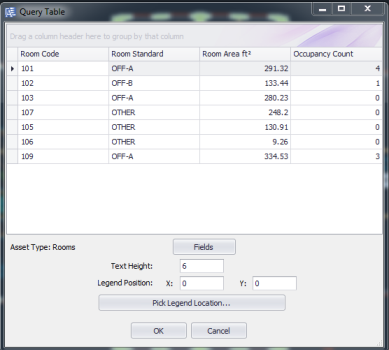 Query Table
Drag a column header here to group by that column
Room Code Room Standard Room Area ft² Occupancy Count
101 OFF-A 291.32 4
102 OFF-B 133.44 1
103 OFF-A 280.23 0
107 OTHER 248.2 0
105 OTHER 130.91 0
106 OTHER 9.26 0
109 OFF-A 334.53 3
Asset Type: Rooms Fields
Text Height: 6
Legend Position: X: 0 Y: 0
Pick Legend Location...
OK Cancel